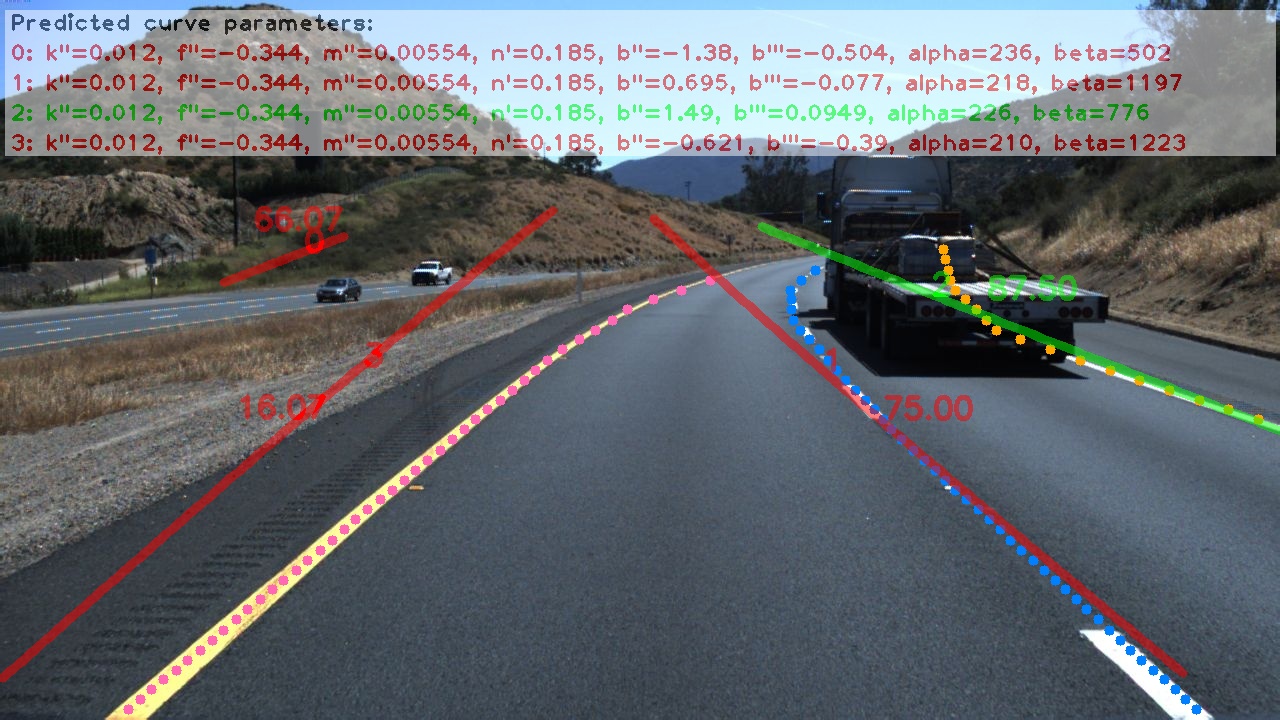 Predicted curve parameters:
0: k''=0.012, f''=−0.344, m''=0.00554, n'=0.185, b''=−1.38, b'''=−0.504, alpha=236, beta=502
1: k''=0.012, f''=−0.344, m''=0.00554, n'=0.185, b''=0.695, b'''=−0.077, alpha=218, beta=1197
2: k''=0.012, f''=−0.344, m''=0.00554, n'=0.185, b''=1.49, b'''=0.0949, alpha=226, beta=776
3: k''=0.012, f''=−0.344, m''=0.00554, n'=0.185, b''=−0.621, b'''=−0.39, alpha=210, beta=1223
66.07
0
2 87.60
3
1
16.07
75.00